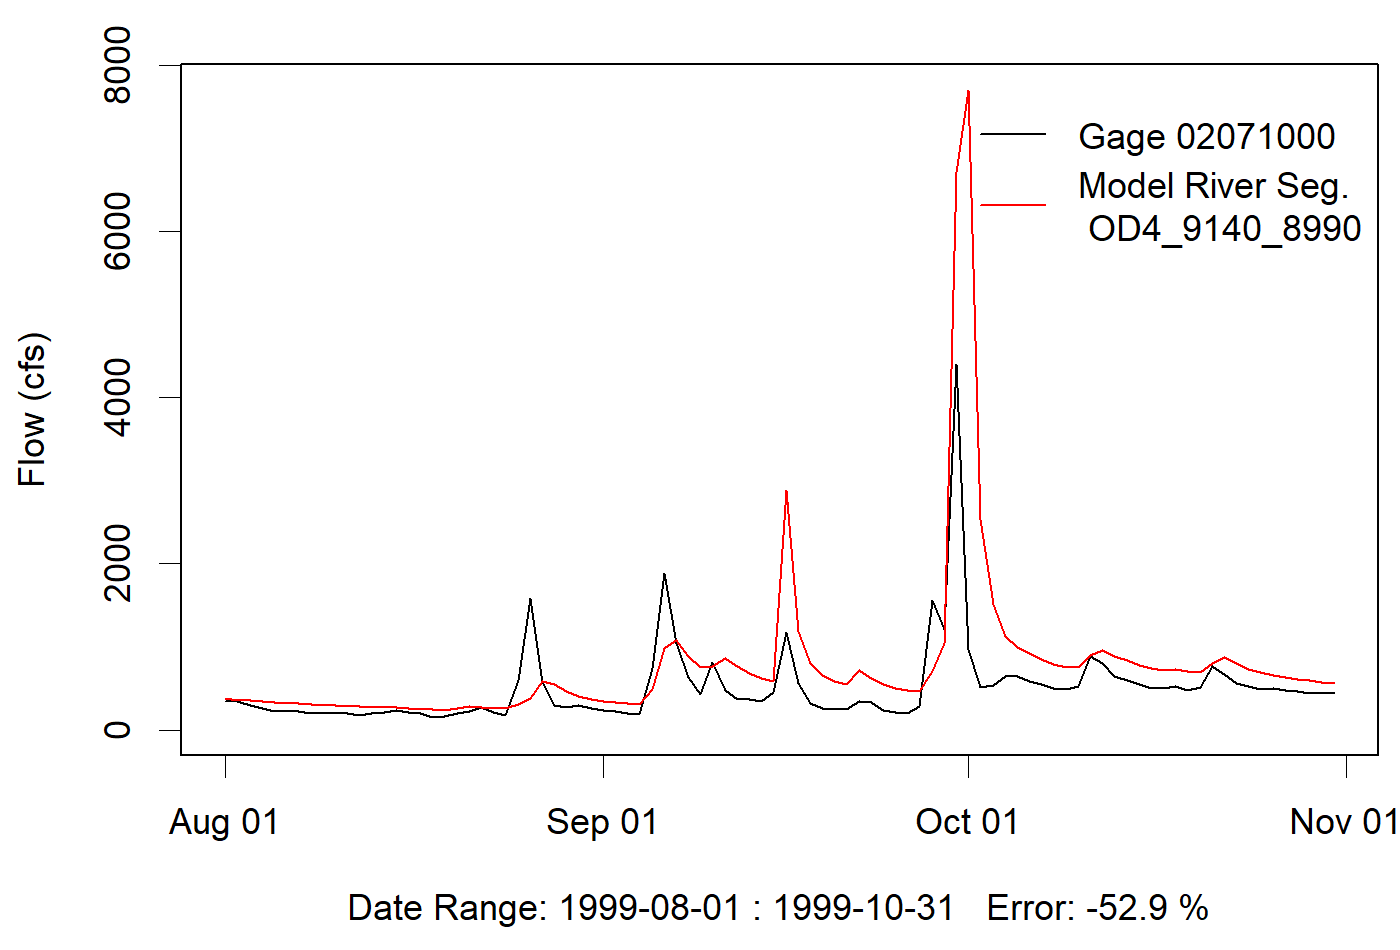 8000
6000
4000
2000
0
Flow (cfs)
Gage 02071000
Model River Seg.
OD4_9140_8990
Aug 01
Sep 01
Oct 01
Nov 01
Date Range: 1999-08-01 : 1999-10-31   Error: -52.9 %